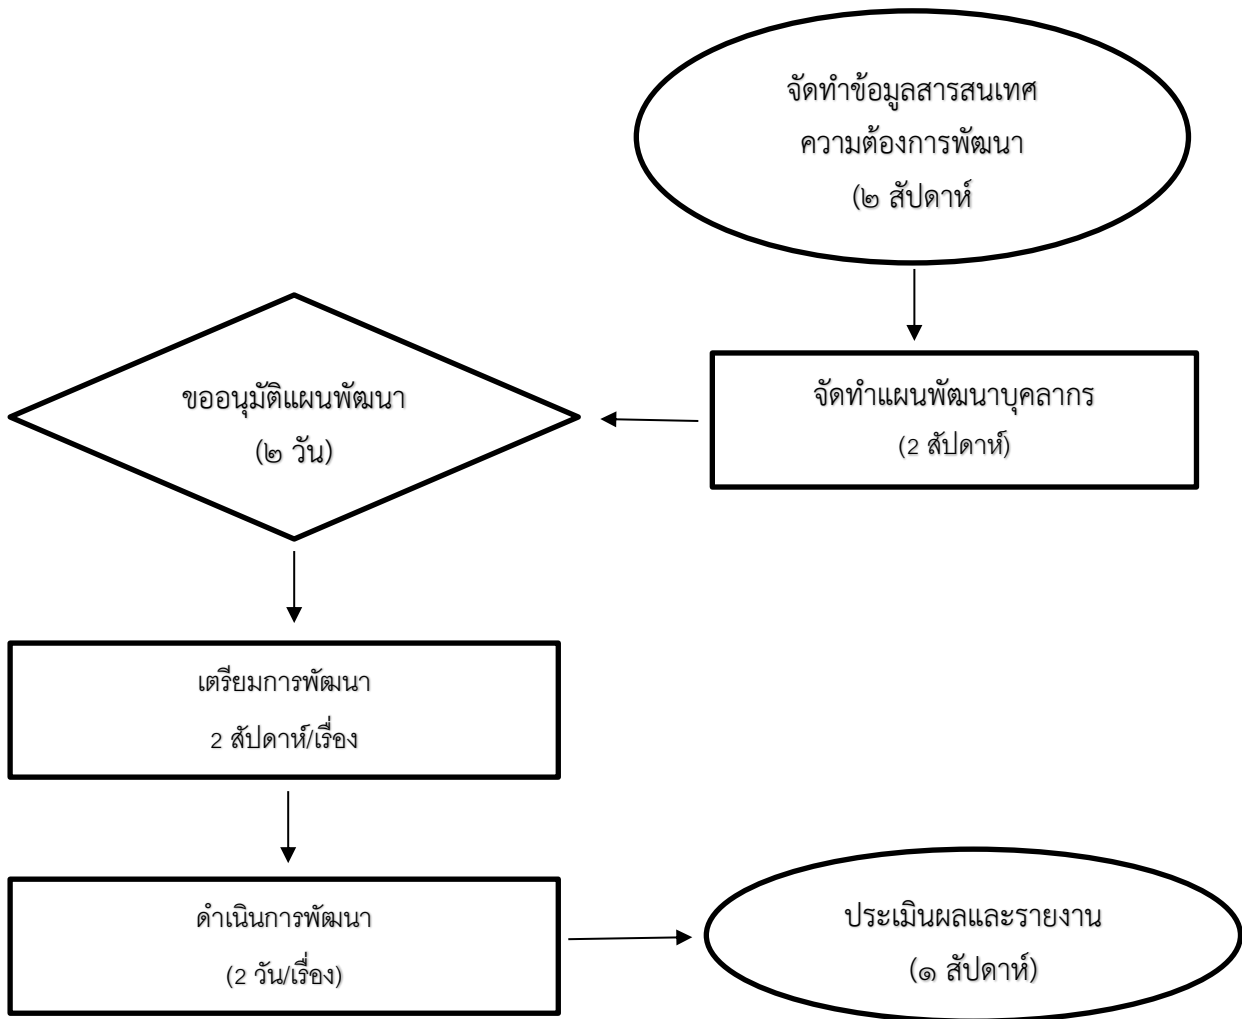 จัดทำข้อมูลสารสนเทศ
ความต้องการพัฒนา
(๒ สัปดาห์
จัดทำแผนพัฒนาบุคลากร
(2 สัปดาห์)
ขออนุมัติแผนพัฒนา
(๒ วัน)
เตรียมการพัฒนา
2 สัปดาห์/เรื่อง
ดำเนินการพัฒนา
(2 วัน/เรื่อง)
ประเมินผลและรายงาน
(๑ สัปดาห์)